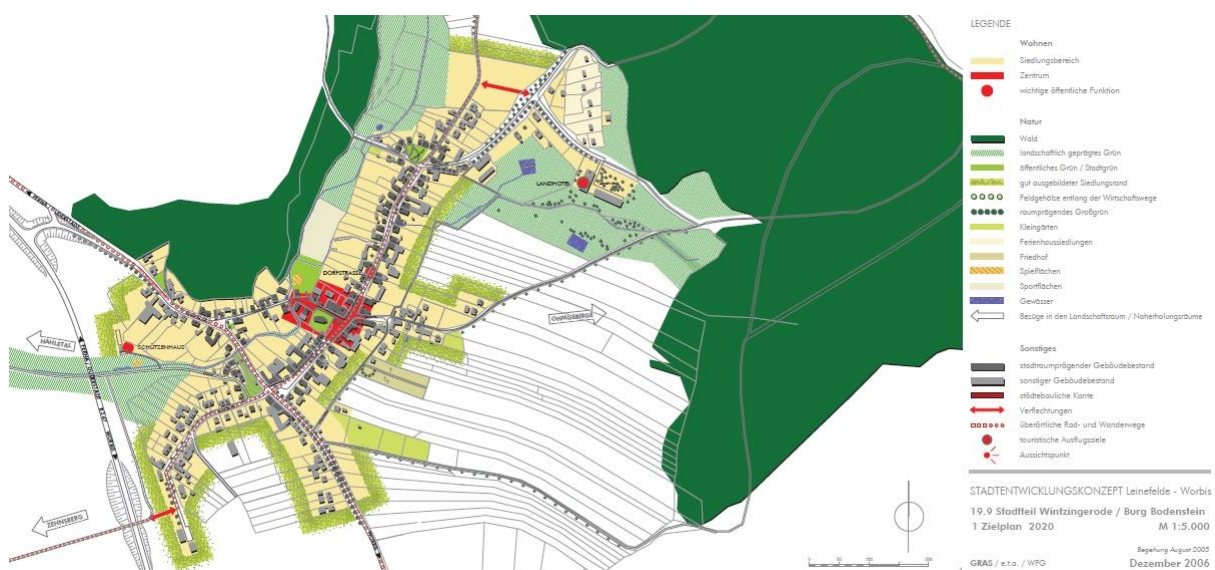 LANDHOTEL
DORFSTRASSE
OHMGEBIRGE
HAHLETAL
SCHÜTZENHAUS
ZEHNSBERG
LEGENDE
Wohnen
Siedlungsbereich
Zentrum
wichtige öffentliche Funktion
Natur
Wald
landschaftlich geprägtes Grün
öffentliches Grün / Stadtgrün
gut ausgebildeter Siedlungsrand
Feldgehölze entlang der Wirtschaftswege
raumprägendes Großgrün
Kleingärten
Ferienhaussiedlungen
Friedhof
Spielflächen
Sportflächen
Gewässer
Bezüge in den Landschaftsraum / Naherholungsräume
Sonstiges
stadtraumprägender Gebäudebestand
sonstiger Gebäudebestand
städtebauliche Kante
Verflechtungen
überörtliche Rad- und Wanderwege
touristische Ausflugsziele
Aussichtspunkt
STADTENTWICKLUNGSKONZEPT Leinefelde - Worbis
19.9 Stadtteil Wintzingerode / Burg Bodenstein
1 Zielplan 2020 M 1:5.000
Begehung August 2005
GRAS / e.t.a. / WFG Dezember 2006